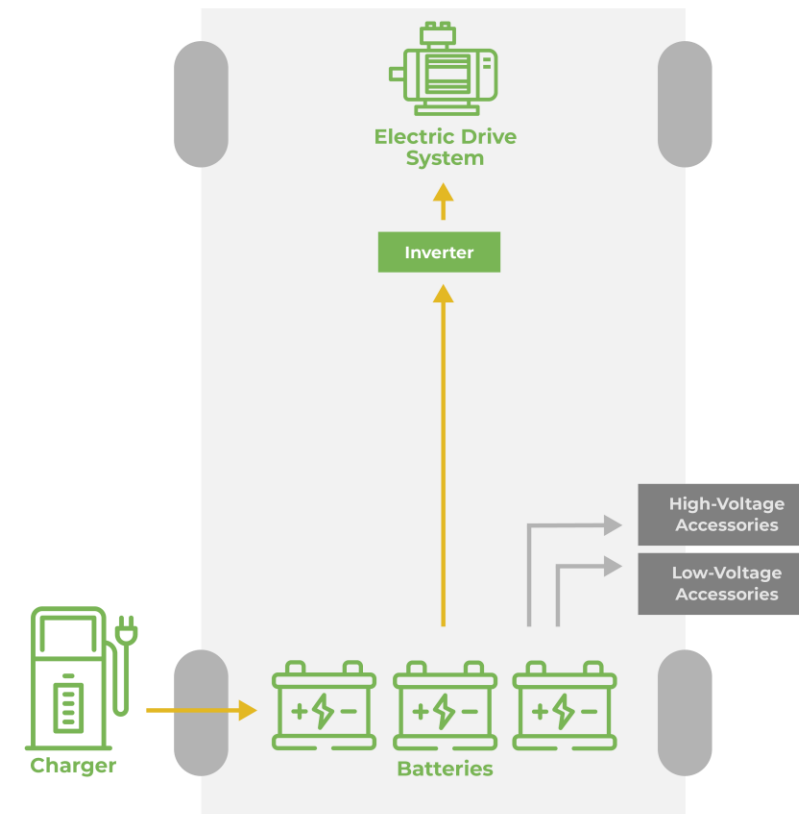 Electric Drive
System
Inverter
High-Voltage
Accessories
Low-Voltage
Accessories
Charger
Batteries